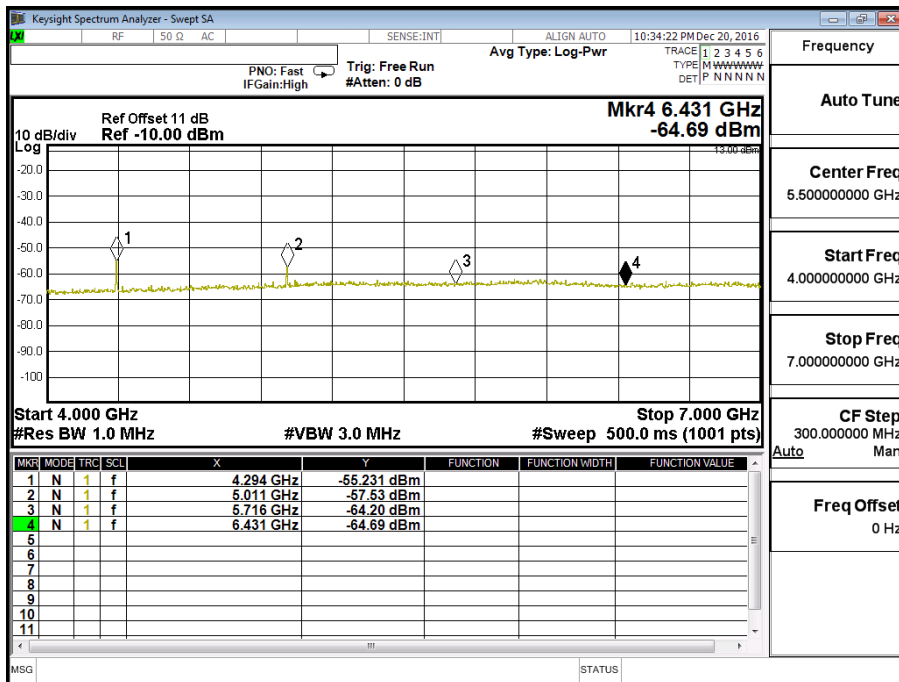 Keysight Spectrum Analyzer - Swept SA
LXI RF 50 Ω AC SENSE:INT ALIGN AUTO 10:34:22 PM Dec 20, 2016
Frequency
PNO: Fast
IFGain:High
Trig: Free Run
#Atten: 0 dB
Avg Type: Log-Pwr
TRACE 1 2 3 4 5 6
TYPE M W W W W W
DET P N N N N N
Auto Tune
Ref Offset 11 dB
Mkr4 6.431 GHz
10 dB/div Ref -10.00 dBm -64.69 dBm
Log
13.00 dBm
-20.0
-30.0
-40.0
-50.0
-60.0
-70.0
-80.0
-90.0
-100
1
2
3
4
Start 4.000 GHz Stop 7.000 GHz
#Res BW 1.0 MHz #VBW 3.0 MHz #Sweep 500.0 ms (1001 pts)
Center Freq
5.500000000 GHz
Start Freq
4.000000000 GHz
Stop Freq
7.000000000 GHz
CF Step
300.000000 MHz
Auto Man
Freq Offset
0 Hz
MKR MODE TRC SCL X Y FUNCTION FUNCTION WIDTH FUNCTION VALUE
1 N 1 f 4.294 GHz -55.231 dBm
2 N 1 f 5.011 GHz -57.53 dBm
3 N 1 f 5.716 GHz -64.20 dBm
4 N 1 f 6.431 GHz -64.69 dBm
5
6
7
8
9
10
11
MSG STATUS